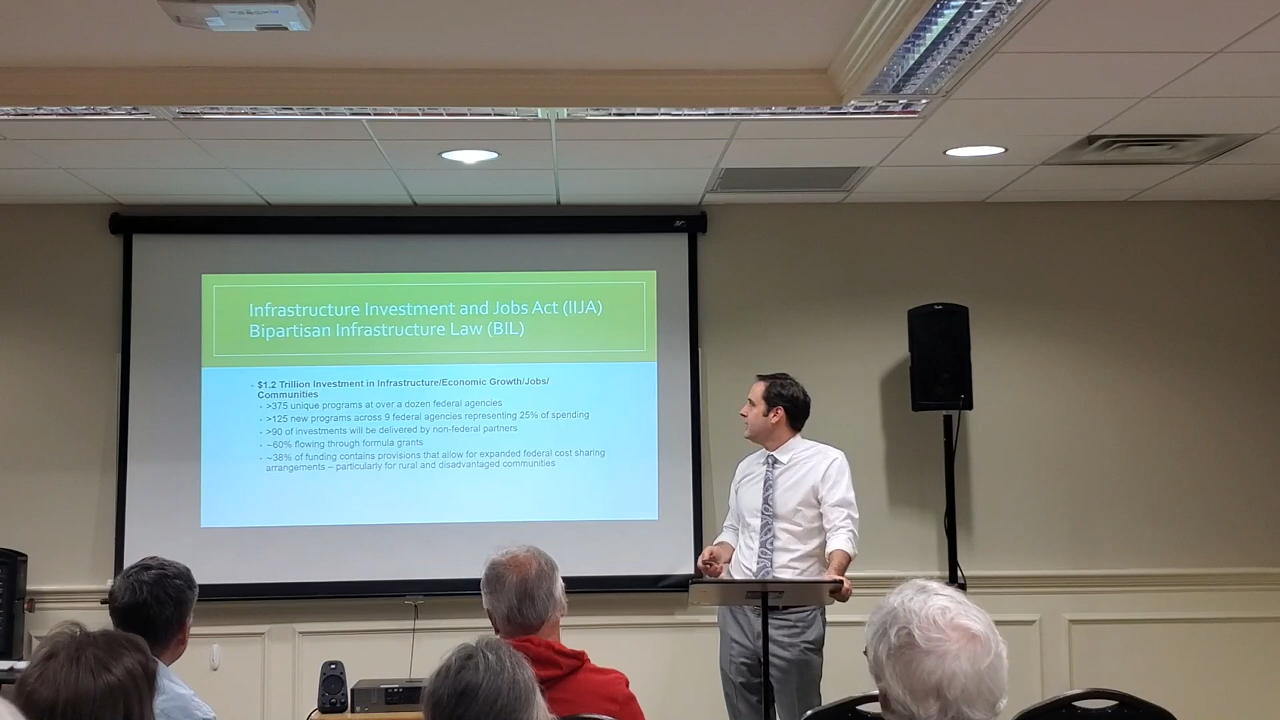 Infrastructure Investment and Jobs Act (IIJA)
Bipartisan Infrastructure Law (BIL)
$1.2 Trillion Investment in Infrastructure/Economic Growth/Jobs/
Communities
>375 unique programs at over a dozen federal agencies
>125 new programs across 9 federal agencies representing 25% of spending
>90 of investments will be delivered by non-federal partners
~60% flowing through formula grants
~38% of funding contains provisions that allow for expanded federal cost sharing
arrangements – particularly for rural and disadvantaged communities